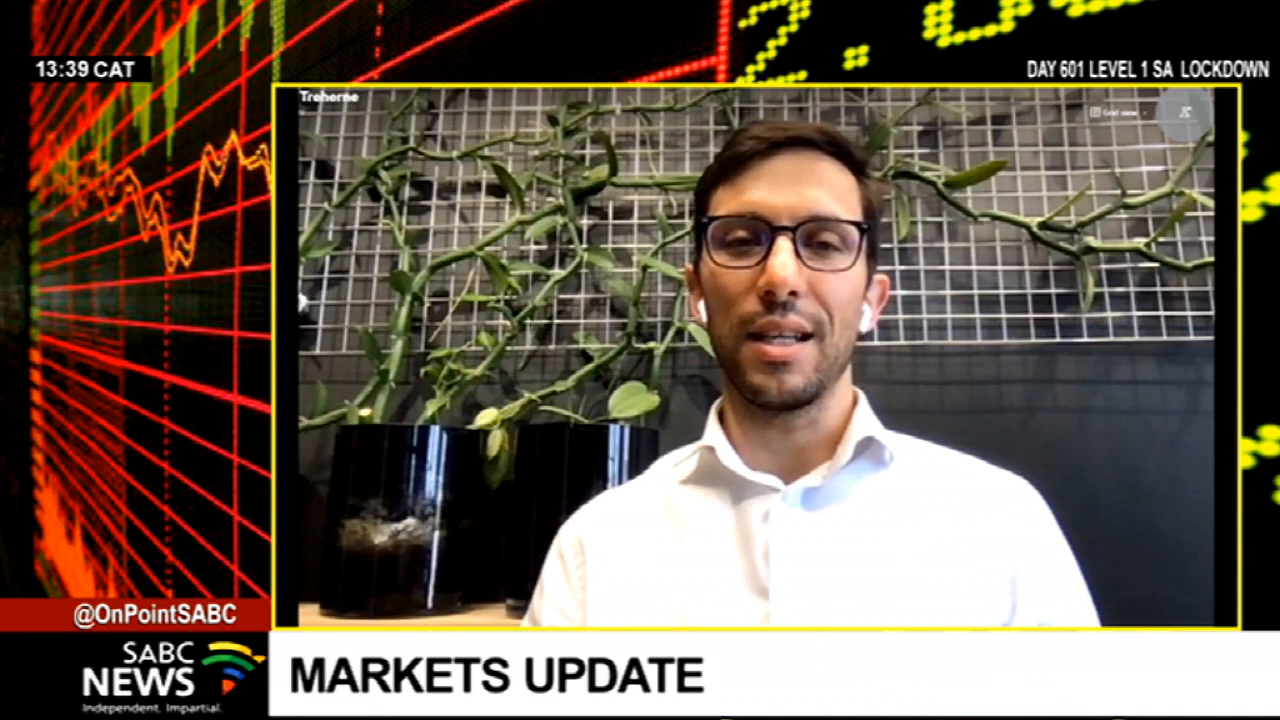 13:39 CAT
DAY 601 LEVEL 1 SA LOCKDOWN
Treherne
@OnPointSABC
SABC
NEWS
Independent. Impartial.
MARKETS UPDATE